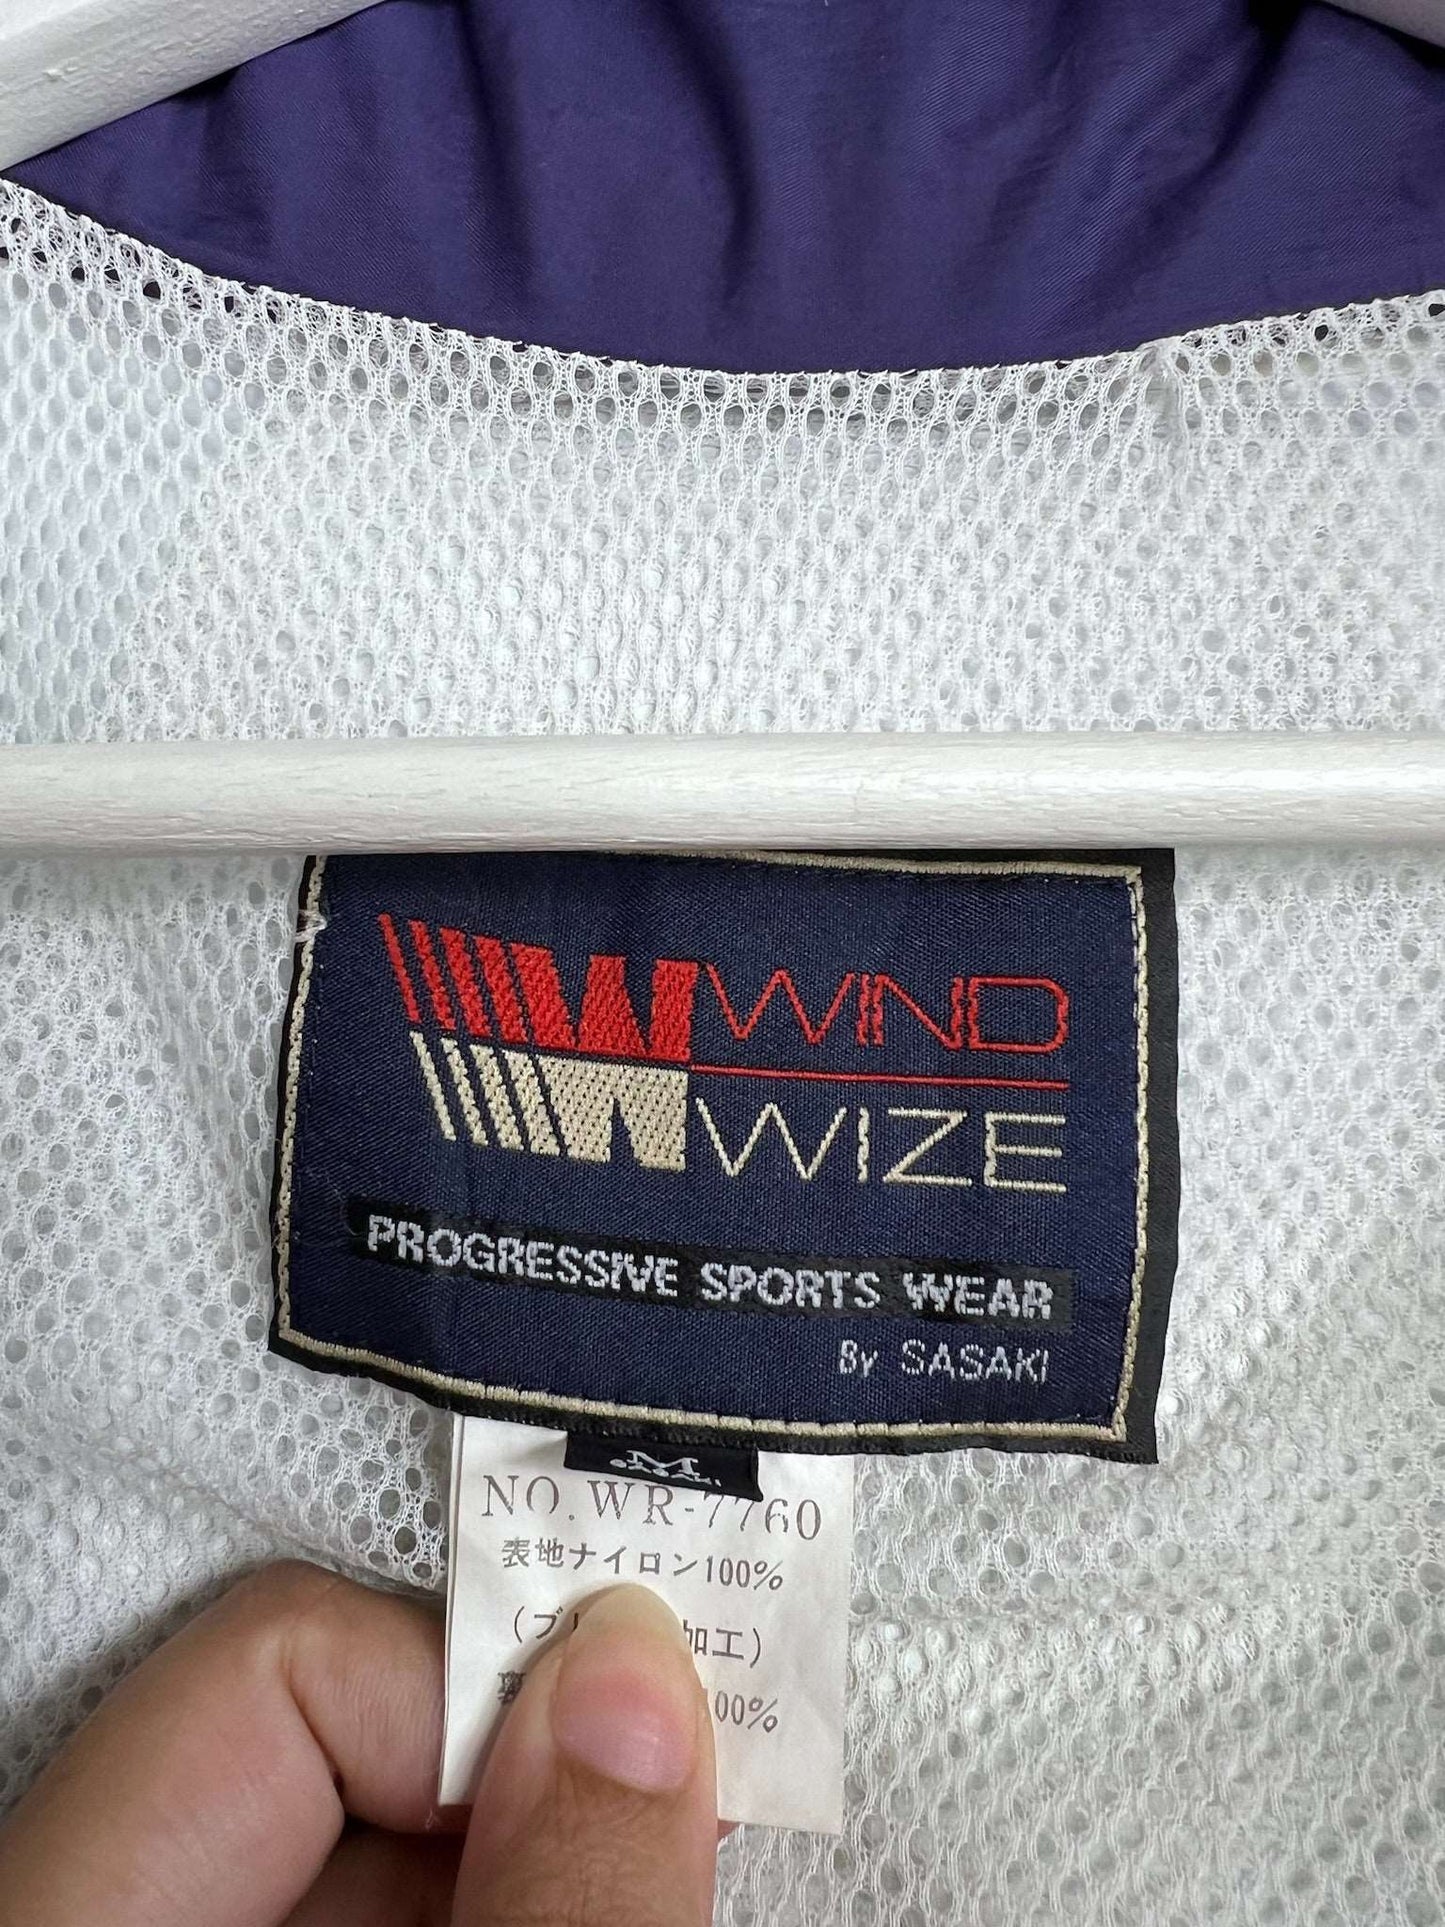 WIND
WIZE
PROGRESSIVE SPORTS WEAR
By SASAKI
M
SASAKI
NO.WR-7760
表地ナイロン100%
加工)
100%